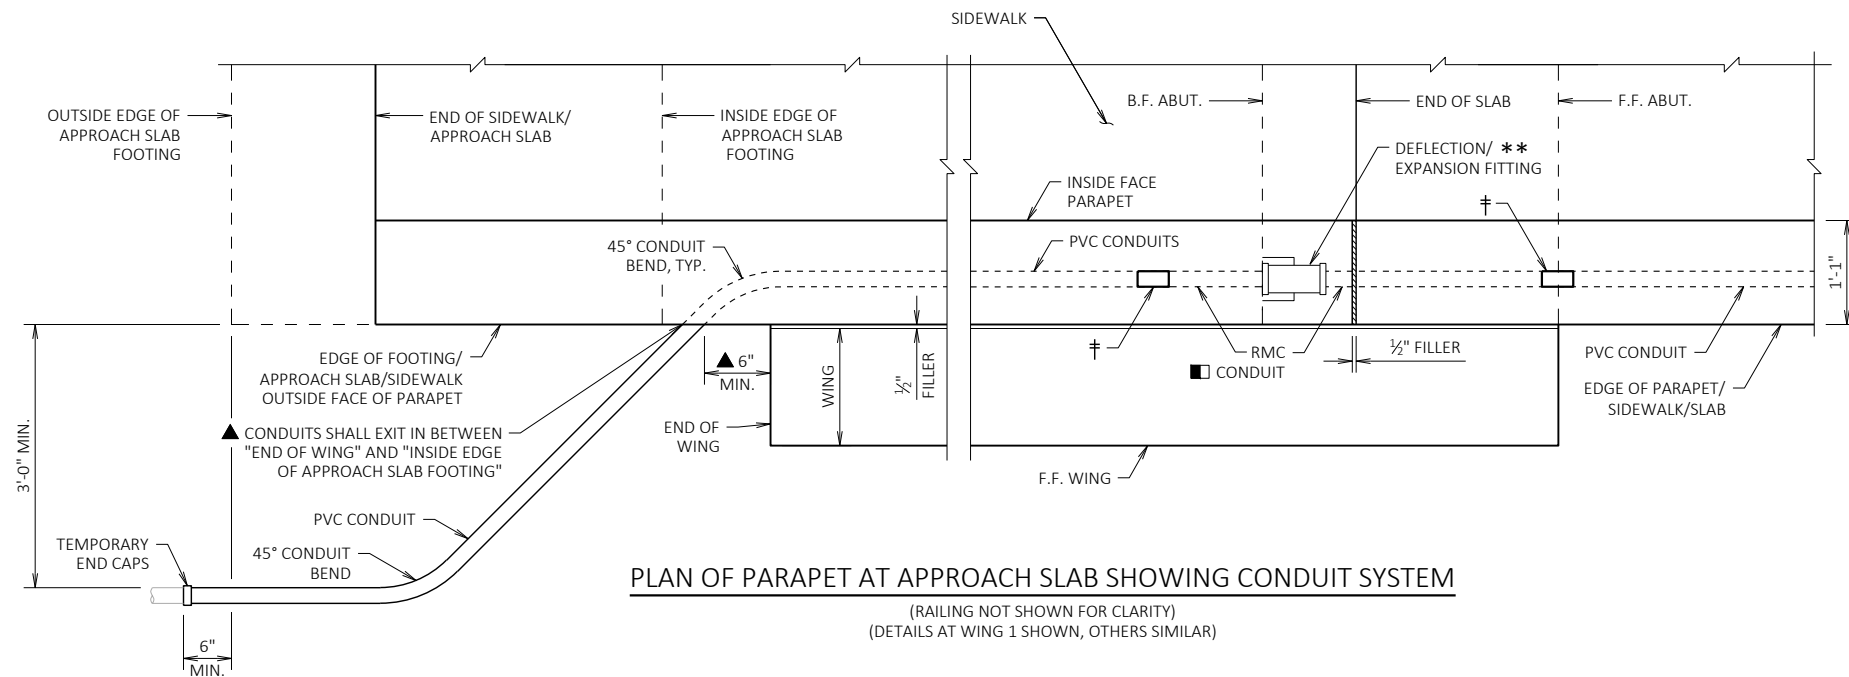 SIDEWALK
OUTSIDE EDGE OF
APPROACH SLAB
FOOTING
END OF SIDEWALK/
APPROACH SLAB
INSIDE EDGE OF
APPROACH SLAB
FOOTING
B.F. ABUT.
END OF SLAB
F.F. ABUT.
DEFLECTION/ **
EXPANSION FITTING
INSIDE FACE
PARAPET
‡
45° CONDUIT
BEND, TYP.
PVC CONDUITS
1'-1"
EDGE OF FOOTING/
APPROACH SLAB/SIDEWALK
OUTSIDE FACE OF PARAPET
▲ 6"
MIN.
WING
½"
FILLER
‡
RMC
■□ CONDUIT
½" FILLER
PVC CONDUIT
EDGE OF PARAPET/
SIDEWALK/SLAB
3'-0" MIN.
▲ CONDUITS SHALL EXIT IN BETWEEN
"END OF WING" AND "INSIDE EDGE
OF APPROACH SLAB FOOTING"
END OF
WING
F.F. WING
PVC CONDUIT
TEMPORARY
END CAPS
45° CONDUIT
BEND
6"
MIN.
PLAN OF PARAPET AT APPROACH SLAB SHOWING CONDUIT SYSTEM
(RAILING NOT SHOWN FOR CLARITY)
(DETAILS AT WING 1 SHOWN, OTHERS SIMILAR)